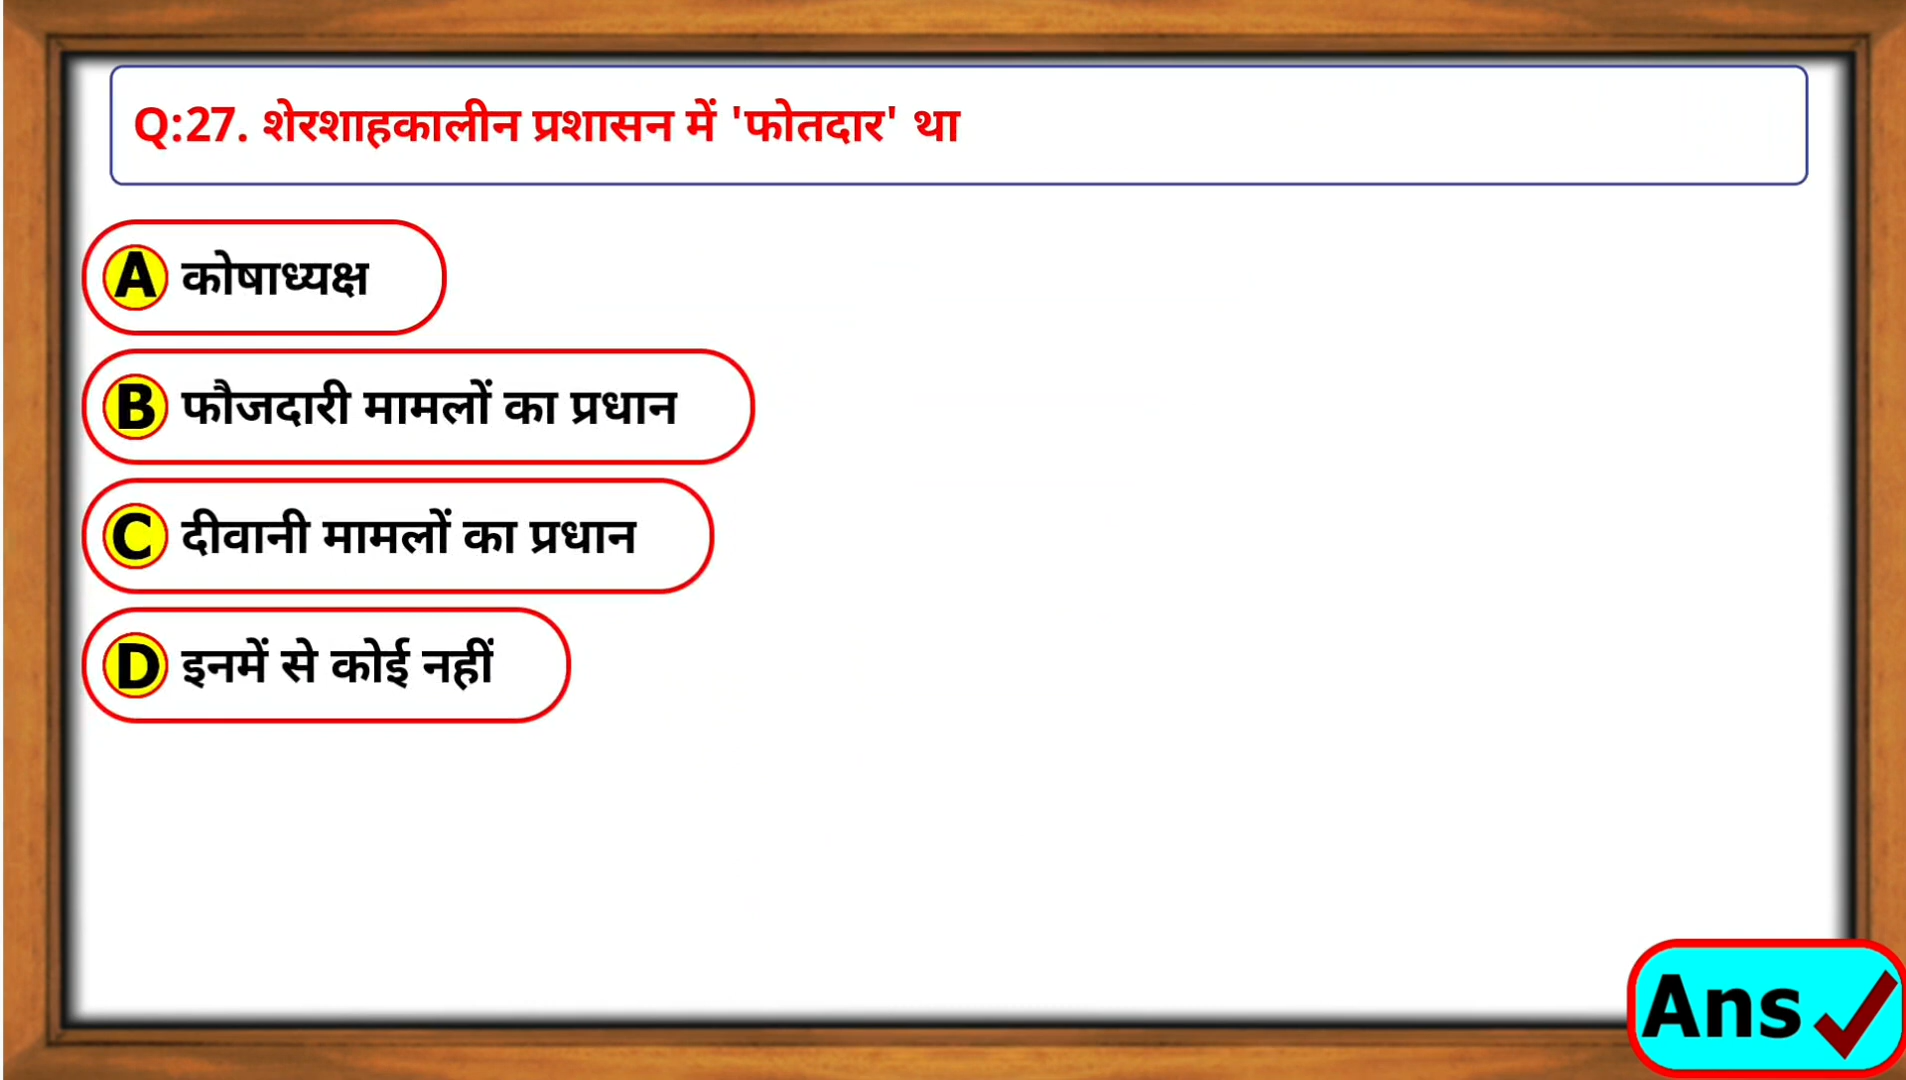 Q:27. शेरशाहकालीन प्रशासन में 'फोतदार' था
A कोषाध्यक्ष
B फौजदारी मामलों का प्रधान
C दीवानी मामलों का प्रधान
D इनमें से कोई नहीं
Ans